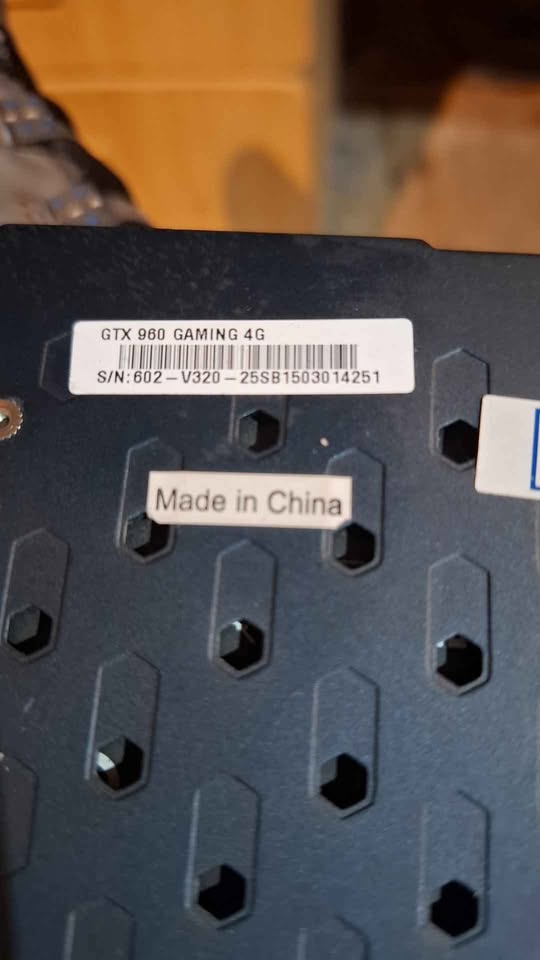 GTX 960 GAMING 4G
S/N:602-V320-25SB1503014251
Made in China